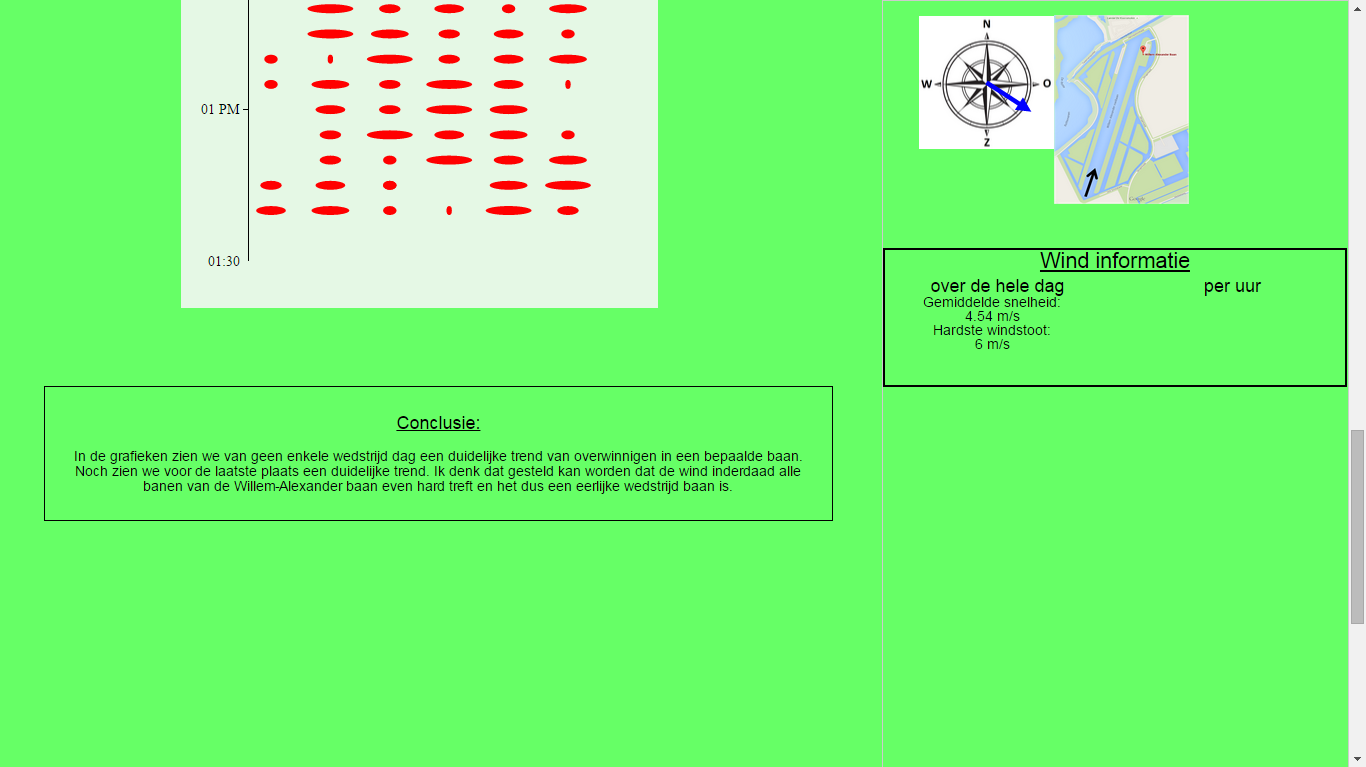 01 PM
01:30
Conclusie:
In de grafieken zien we van geen enkele wedstrijd dag een duidelijke trend van overwinnigen in een bepaalde baan.
Noch zien we voor de laatste plaats een duidelijke trend. Ik denk dat gesteld kan worden dat de wind inderdaad alle
banen van de Willem-Alexander baan even hard treft en het dus een eerlijke wedstrijd baan is.
N
W
O
Z
Google
Wind informatie
over de hele dag
per uur
Gemiddelde snelheid:
4.54 m/s
Hardste windstoot:
6 m/s